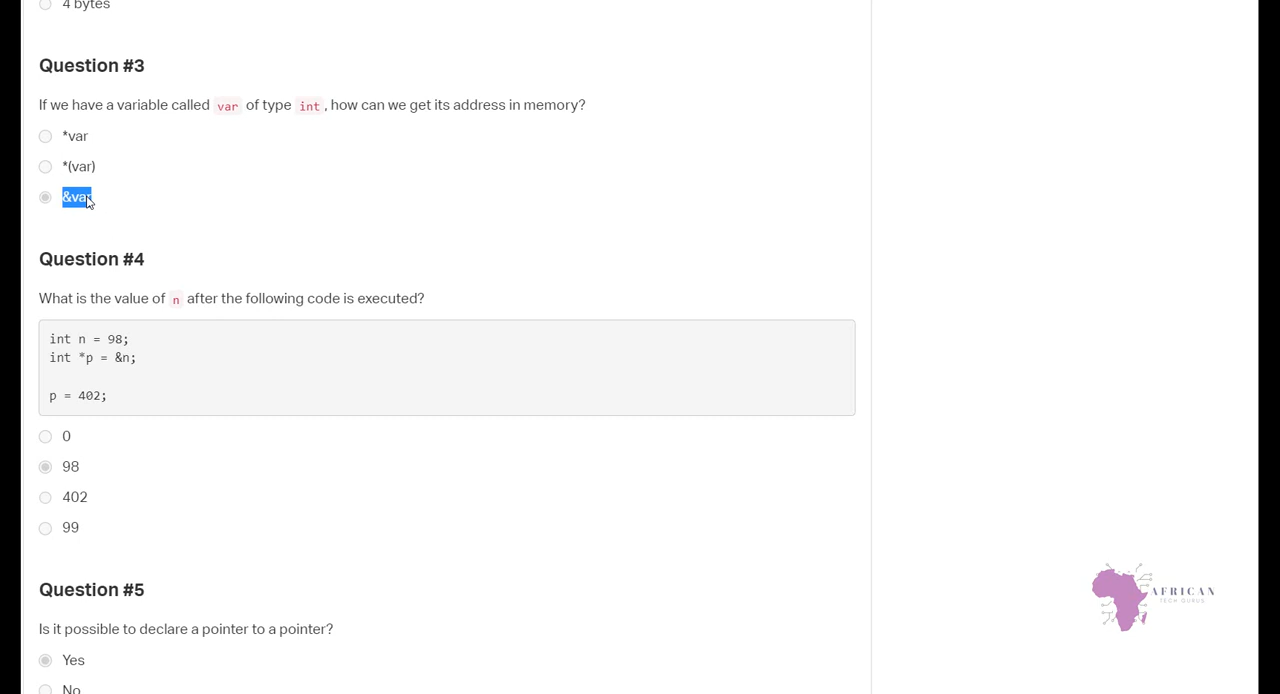 4 bytes
Question #3
If we have a variable called var of type int, how can we get its address in memory?
*var
*(var)
&var
Question #4
What is the value of n after the following code is executed?
int n = 98;
int *p = &n;
p = 402;
0
98
402
99
Question #5
Is it possible to declare a pointer to a pointer?
Yes
No
AFRICAN
TECH GURUS